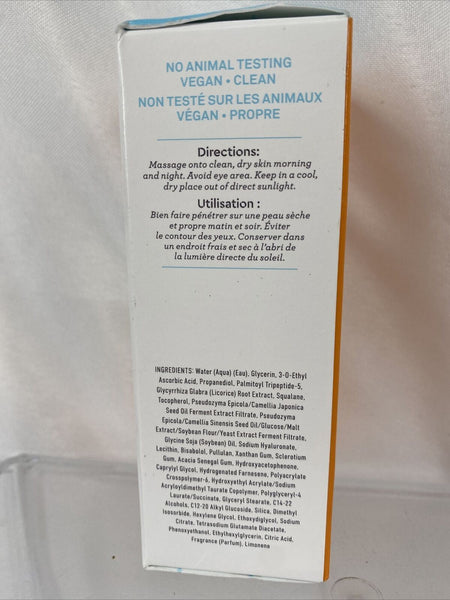 NO ANIMAL TESTING
VEGAN • CLEAN
NON TESTÉ SUR LES ANIMAUX
VÉGAN • PROPRE
Directions:
Massage onto clean, dry skin morning
and night. Avoid eye area. Keep in a cool,
dry place out of direct sunlight.
Utilisation :
Bien faire pénétrer sur une peau sèche
et propre matin et soir. Éviter
le contour des yeux. Conserver dans
un endroit frais et sec à l'abri de
la lumière directe du soleil.
INGREDIENTS: Water (Aqua) (Eau), Glycerin, 3-O-Ethyl
Ascorbic Acid, Propanediol, Palmitoyl Tripeptide-5,
Glycyrrhiza Glabra (Licorice) Root Extract, Squalane,
Tocopherol, Pseudozyma Epicola/Camellia Japonica
Seed Oil Ferment Extract Filtrate, Pseudozyma
Epicola/Camellia Sinensis Seed Oil/Glucose/Malt
Extract/Soybean Flour/Yeast Extract Ferment Filtrate,
Glycine Soja (Soybean) Oil, Sodium Hyaluronate,
Lecithin, Bisabolol, Pullulan, Xanthan Gum, Sclerotium
Gum, Acacia Senegal Gum, Hydroxyacetophenone,
Caprylyl Glycol, Hydrogenated Farnesene, Polyacrylate
Crosspolymer-6, Hydroxyethyl Acrylate/Sodium
Acryloyldimethyl Taurate Copolymer, Polyglyceryl-4
Laurate/Succinate, Glyceryl Stearate, C14-22
Alcohols, C12-20 Alkyl Glucoside, Silica, Dimethyl
Isosorbide, Hexylene Glycol, Ethoxydiglycol, Sodium
Citrate, Tetrasodium Glutamate Diacetate,
Phenoxyethanol, Ethylhexylglycerin, Citric Acid,
Fragrance (Parfum), Limonene